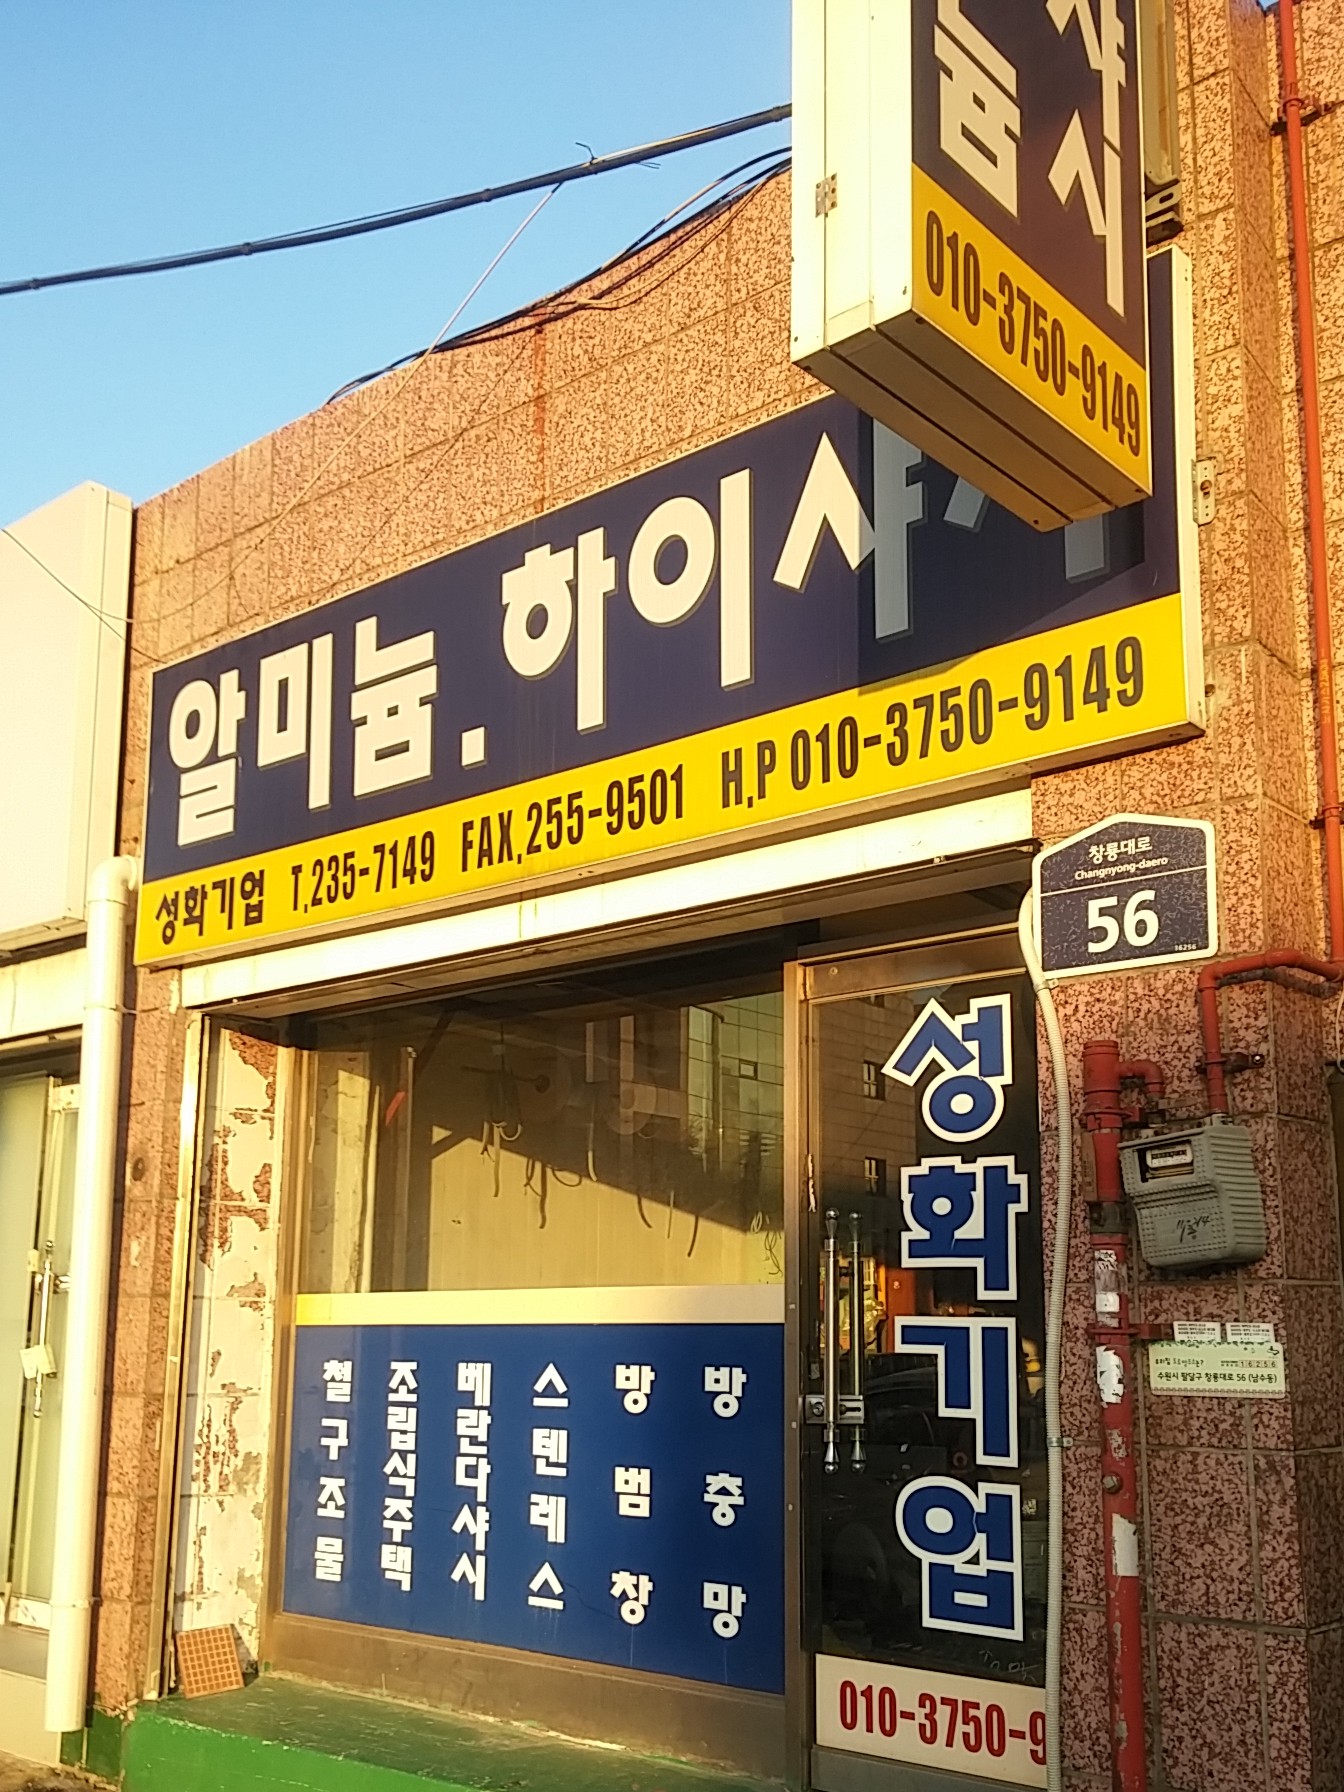 늄
샤시
010-3750-9149
알미늄. 하이샤시
성화기업 T.235-7149 FAX.255-9501 H.P 010-3750-9149
창룡대로
Changnyong-daero
56
16256
성화기업
철구조물
조립식주택
베란다샤시
스텐레스
방범창
방충망
010-3750-9
16256
수원시 팔달구 창룡대로 56 (남수동)